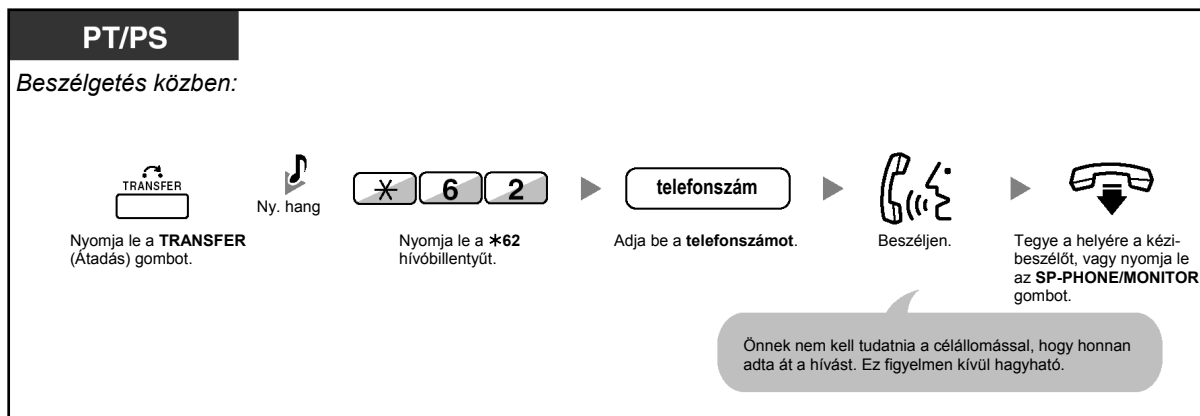 PT/PS
Beszélgetés közben:
TRANSFER
Ny. hang
✱ 6 2
telefonszám
Nyomja le a TRANSFER
(Átadás) gombot.
Nyomja le a ✱62
hívóbillentyűt.
Adja be a telefonszámot.
Beszéljen.
Tegye a helyére a kézi-
beszélőt, vagy nyomja le
az SP-PHONE/MONITOR
gombot.
Önnek nem kell tudatnia a célállomással, hogy honnan
adta át a hívást. Ez figyelmen kívül hagyható.